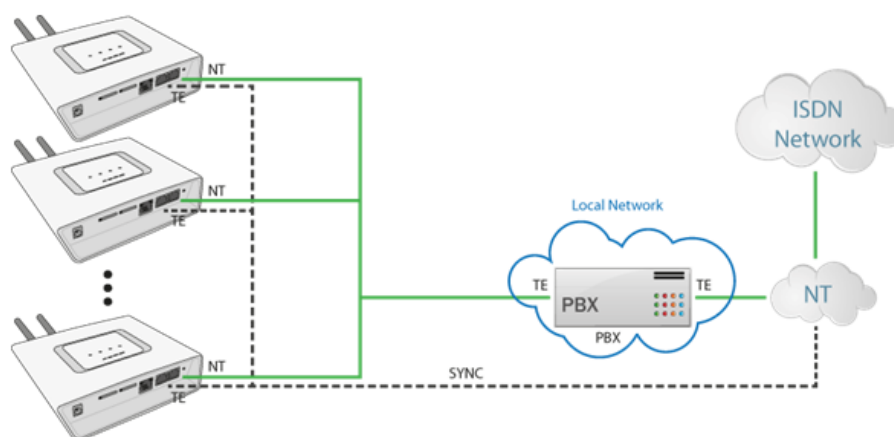 NT
TE
ISDN
Network
NT
TE
Local Network
TE
PBX
TE
NT
PBX
NT
TE
SYNC